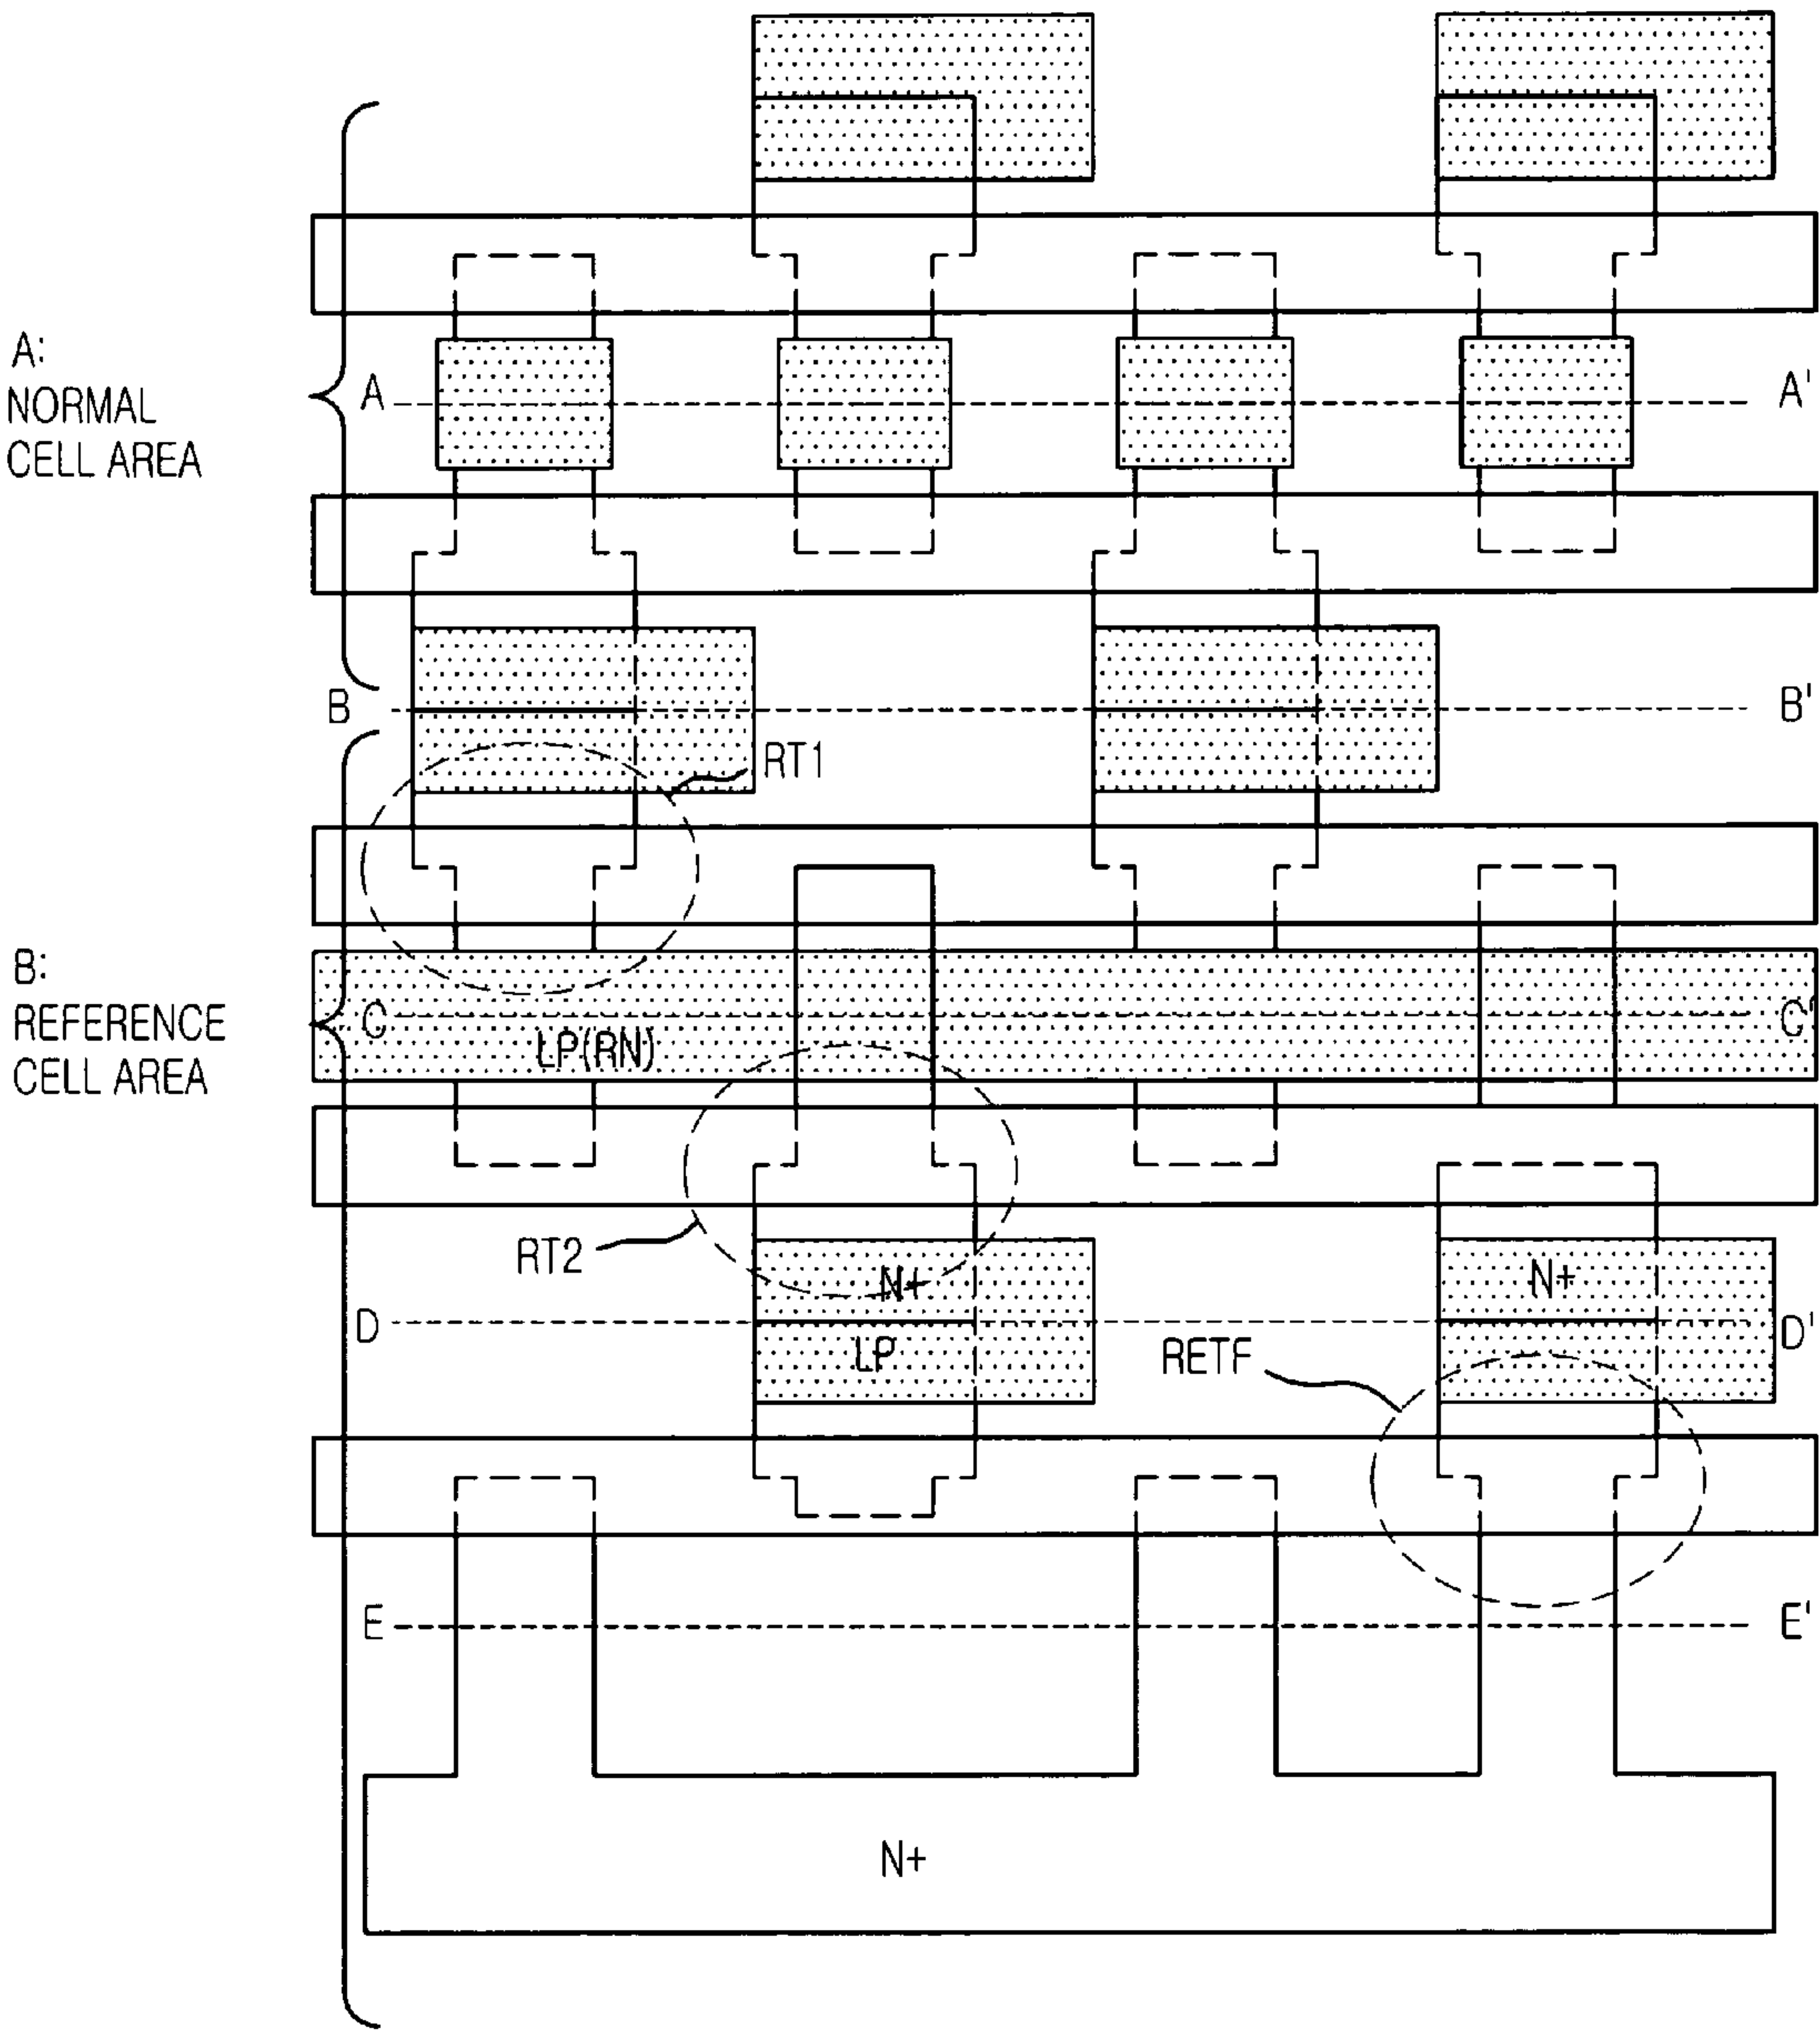 A:
NORMAL
CELL AREA
A
A'
B
B'
RT1
B:
REFERENCE
CELL AREA
C
C'
LP(RN)
RT2
N+
N+
D
D'
LP
RETF
E
E'
N+